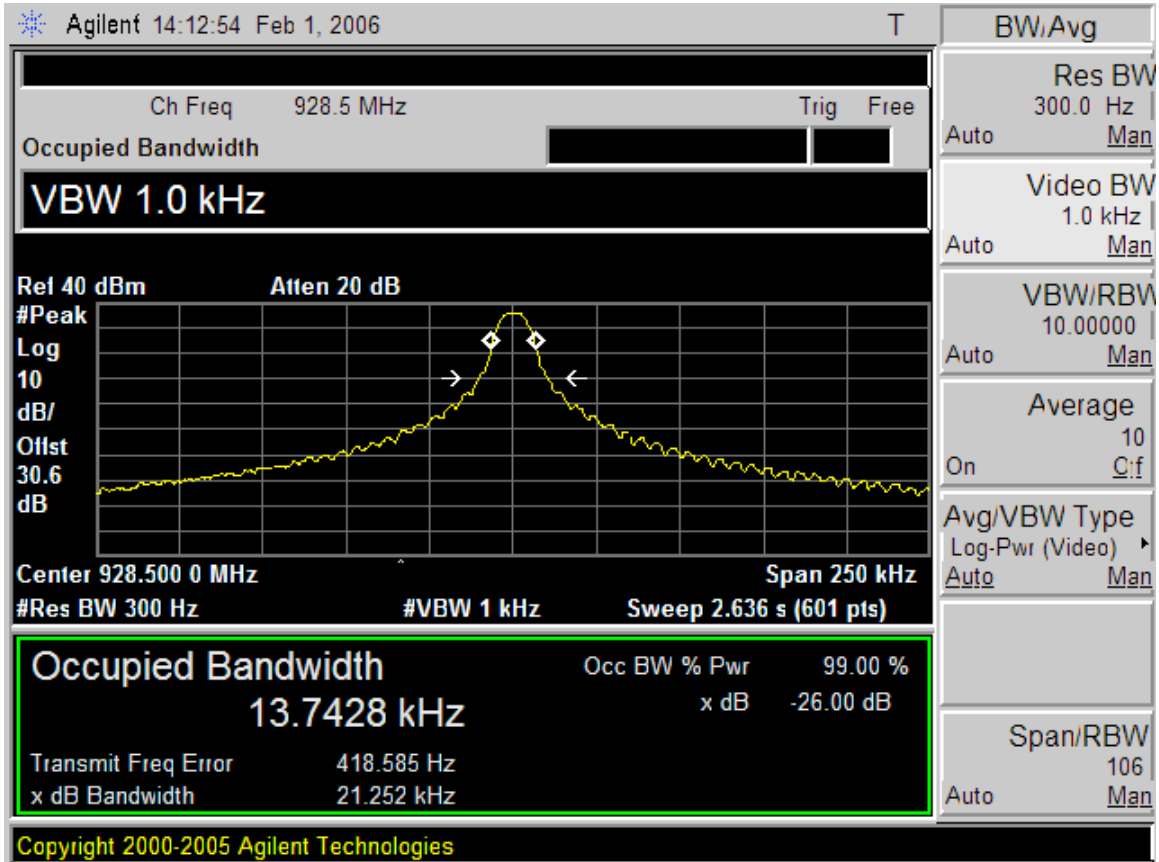 Agilent 14:12:54 Feb 1, 2006 T
BW/Avg
Ch Freq 928.5 MHz Trig Free
Occupied Bandwidth
VBW 1.0 kHz
Ref 40 dBm Atten 20 dB
#Peak
Log
10
dB/
Offst
30.6
dB
Center 928.500 0 MHz Span 250 kHz
#Res BW 300 Hz #VBW 1 kHz Sweep 2.636 s (601 pts)
Occupied Bandwidth
13.7428 kHz
Occ BW % Pwr 99.00 %
x dB -26.00 dB
Transmit Freq Error 418.585 Hz
x dB Bandwidth 21.252 kHz
Res BW
300.0 Hz
Auto Man
Video BW
1.0 kHz
Auto Man
VBW/RBW
10.00000
Auto Man
Average
10
On Off
Avg/VBW Type
Log-Pwr (Video)
Auto Man
Span/RBW
106
Auto Man
Copyright 2000-2005 Agilent Technologies